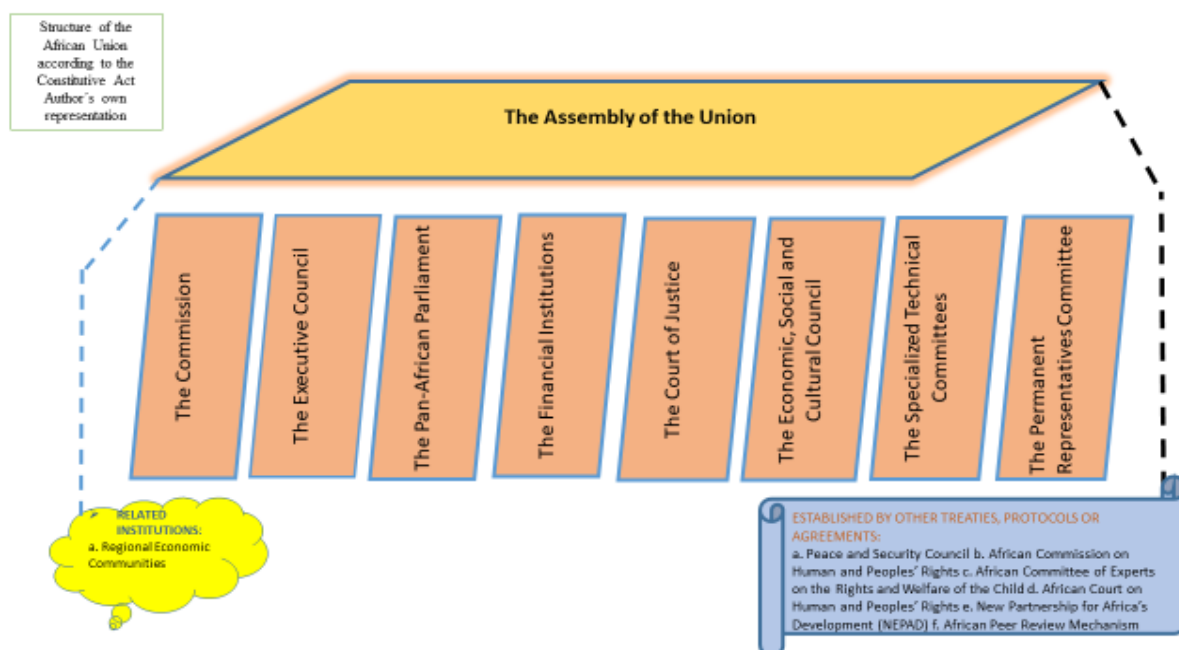 Structure of the
African Union
according to the
Constitutive Act
Author´s own
representation
The Assembly of the Union
The Commission
The Executive Council
The Pan-African Parliament
The Financial Institutions
The Court of Justice
The Economic, Social and
Cultural Council
The Specialized Technical
Committees
The Permanent
Representatives Committee
RELATED
INSTITUTIONS:
a. Regional Economic
Communities
ESTABLISHED BY OTHER TREATIES, PROTOCOLS OR
AGREEMENTS:
a. Peace and Security Council b. African Commission on
Human and Peoples' Rights c. African Committee of Experts
on the Rights and Welfare of the Child d. African Court on
Human and Peoples' Rights e. New Partnership for Africa's
Development (NEPAD) f. African Peer Review Mechanism